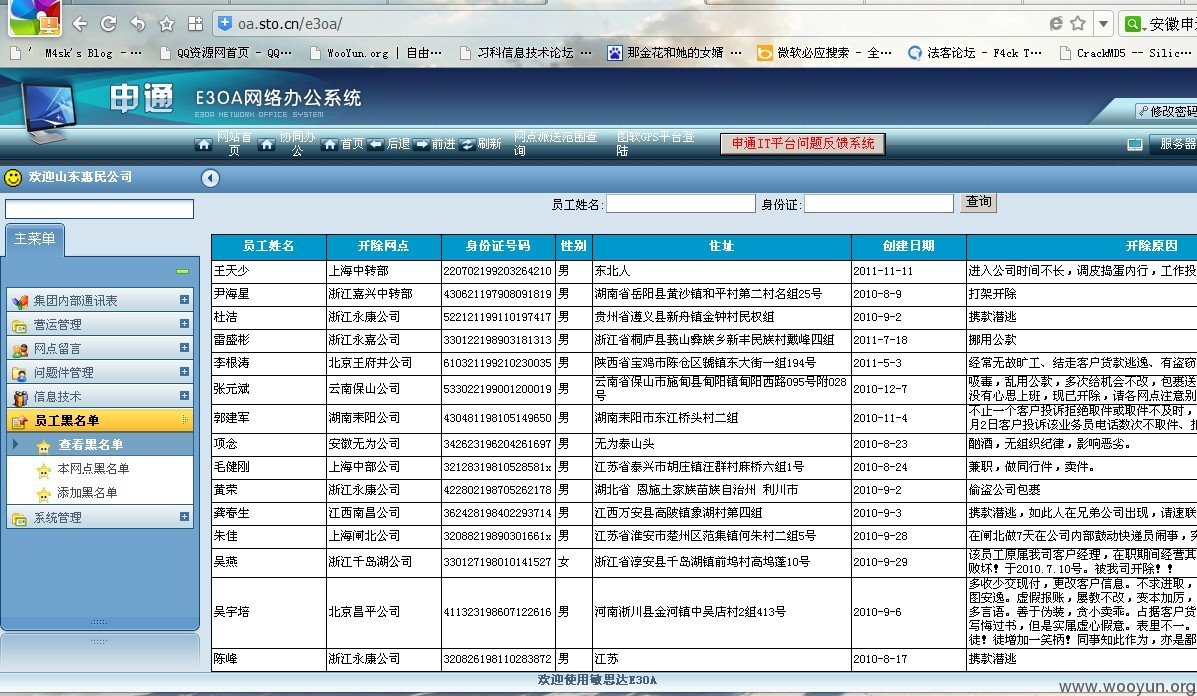 oa.sto.cn/e3oa/
安徽申
' M4sk's Blog - ···
QQ资源网首页 - QQ···
WooYun.org | 自由···
习科信息技术论坛 ···
那金花和她的女婿 ···
微软必应搜索 - 全···
法客论坛 - F4ck T···
CrackMD5 -- Silic···
申通 E3OA网络办公系统
E3OA NETWORK OFFICE SYSTEM
修改密码
网站首页 协同办公 首页 后退 前进 刷新 网点派送范围查询 图软GPS平台登陆 申通IT平台问题反馈系统 服务器
欢迎山东惠民公司
员工姓名: 身份证: 查询
主菜单
集团内部通讯表
营运管理
网点留言
问题件管理
信息技术
员工黑名单
查看黑名单
本网点黑名单
添加黑名单
系统管理
员工姓名 开除网点 身份证号码 性别 住址 创建日期 开除原因
王天少 上海中转部 220702199203264210 男 东北人 2011-11-11 进入公司时间不长，调皮捣蛋内行，工作投
尹海星 浙江嘉兴中转部 430621197908091819 男 湖南省岳阳县黄沙镇和平村第二村名组25号 2010-8-9 打架开除
杜洁 浙江永康公司 522121199110197417 男 贵州省遵义县新舟镇金钟村民权组 2010-9-2 携款潜逃
雷盛彬 浙江永嘉公司 330122198903181313 男 浙江省桐庐县莪山彝族乡新丰民族村戴峰四组 2011-7-18 挪用公款
李根涛 北京王府井公司 610321199210230035 男 陕西省宝鸡市陈仓区虢镇东大街一组194号 2011-5-3 经常无故旷工、结走客户货款逃逸、有盗窃
张元斌 云南保山公司 533022199001200019 男 云南省保山市施甸县甸阳镇甸阳西路095号附028号 2010-12-7 吸毒，乱用公款，多次给机会不改，包裹送
没有心思上班，现已开除，请各网点注意别
郭建军 湖南耒阳公司 430481198105149650 男 湖南耒阳市东江桥头村二组 2010-11-4 不止一个客户投诉拒绝取件或取件不及时，
月2日客户投诉该业务员电话数次不取件、
项念 安徽无为公司 342623196204261697 男 无为泰山头 2010-8-23 酗酒，无组织纪律，影响恶劣。
毛健刚 上海中部公司 32128319810528581x 男 江苏省泰兴市胡庄镇汪群村麻桥六组1号 2010-8-24 兼职，做同行件，卖件。
黄荣 浙江永康公司 422802198705262178 男 湖北省 恩施土家族苗族自治州 利川市 2010-9-2 偷盗公司包裹
龚春生 江西南昌公司 362428198402293714 男 江西万安县高陂镇象湖村第四组 2010-9-3 携款潜逃，如此人在兄弟公司出现，请速联
朱佳 上海闸北公司 32088219890301661x 男 江苏省淮安市楚州区范集镇何朱村二组5号 2010-9-28 在闸北做7天在公司内部鼓动快递员闹事，
吴燕 浙江千岛湖公司 330127198010141527 女 浙江省淳安县千岛湖镇前坞村高坞蓬10号 2010-9-29 该员工原属我司客户经理，在职期间经营其
败坏！于2010.7.10号。被我司开除！！
吴宇培 北京昌平公司 411323198607122616 男 河南淅川县金河镇中吴店村2组413号 2010-9-6 多收少交现付，更改客户信息。不求进取，
图安逸。虚假报账，屡教不改，变本加厉，
多言语。善于伪装，贪小卖乖。占据客户货
写悔过书，但是实属虚心假意。表里不一。
徒！徒增加一笑柄！同事知此作为，亦是鄙
陈峰 浙江永康公司 320826198110283872 男 江苏 2010-8-17 携款潜逃
欢迎使用敏思达E3OA
www.wooyun.org